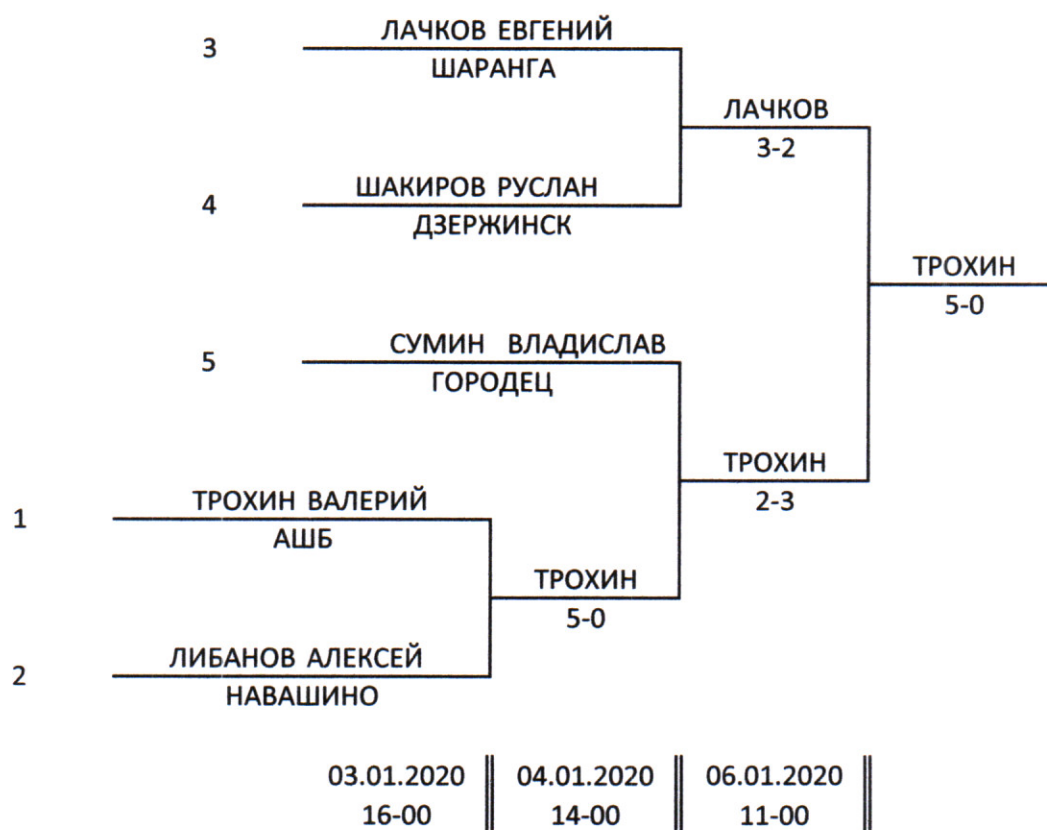 3 ЛАЧКОВ ЕВГЕНИЙ
ШАРАНГА
ЛАЧКОВ
3-2
4 ШАКИРОВ РУСЛАН
ДЗЕРЖИНСК
ТРОХИН
5-0
5 СУМИН ВЛАДИСЛАВ
ГОРОДЕЦ
ТРОХИН
2-3
1 ТРОХИН ВАЛЕРИЙ
АШБ
ТРОХИН
5-0
2 ЛИБАНОВ АЛЕКСЕЙ
НАВАШИНО
03.01.2020 04.01.2020 06.01.2020
16-00 14-00 11-00